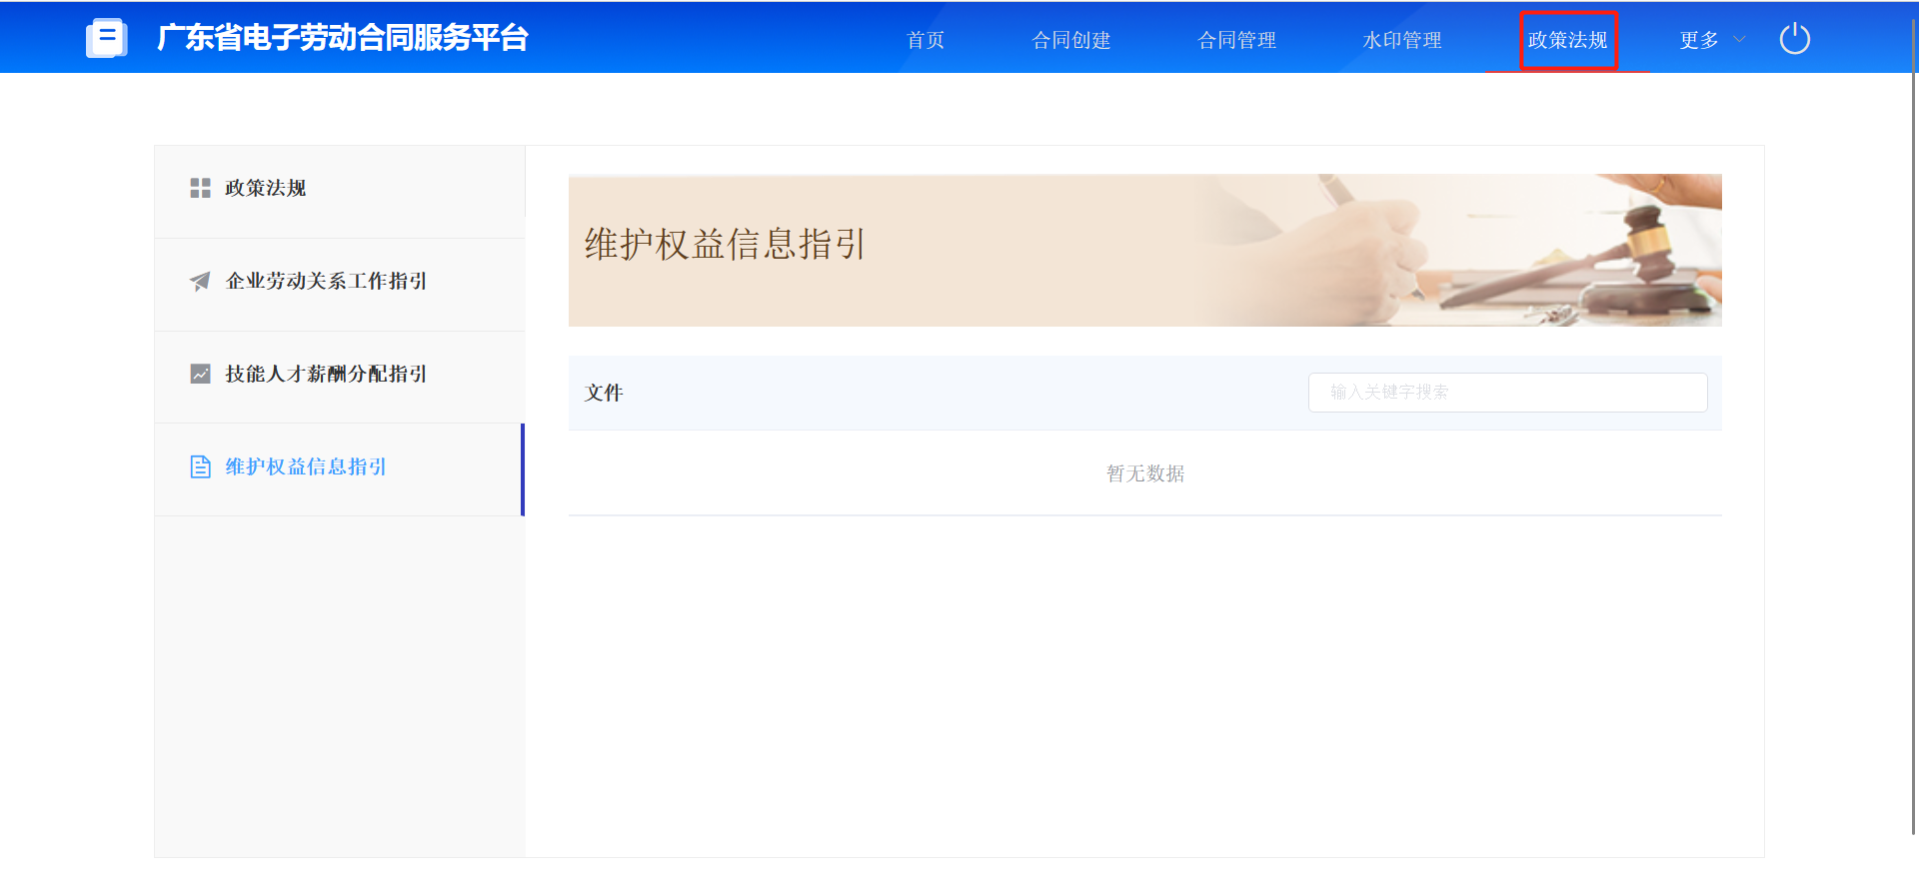 广东省电子劳动合同服务平台
首页 合同创建 合同管理 水印管理 政策法规 更多
政策法规
企业劳动关系工作指引
技能人才薪酬分配指引
维护权益信息指引
维护权益信息指引
文件 输入关键字搜索
暂无数据